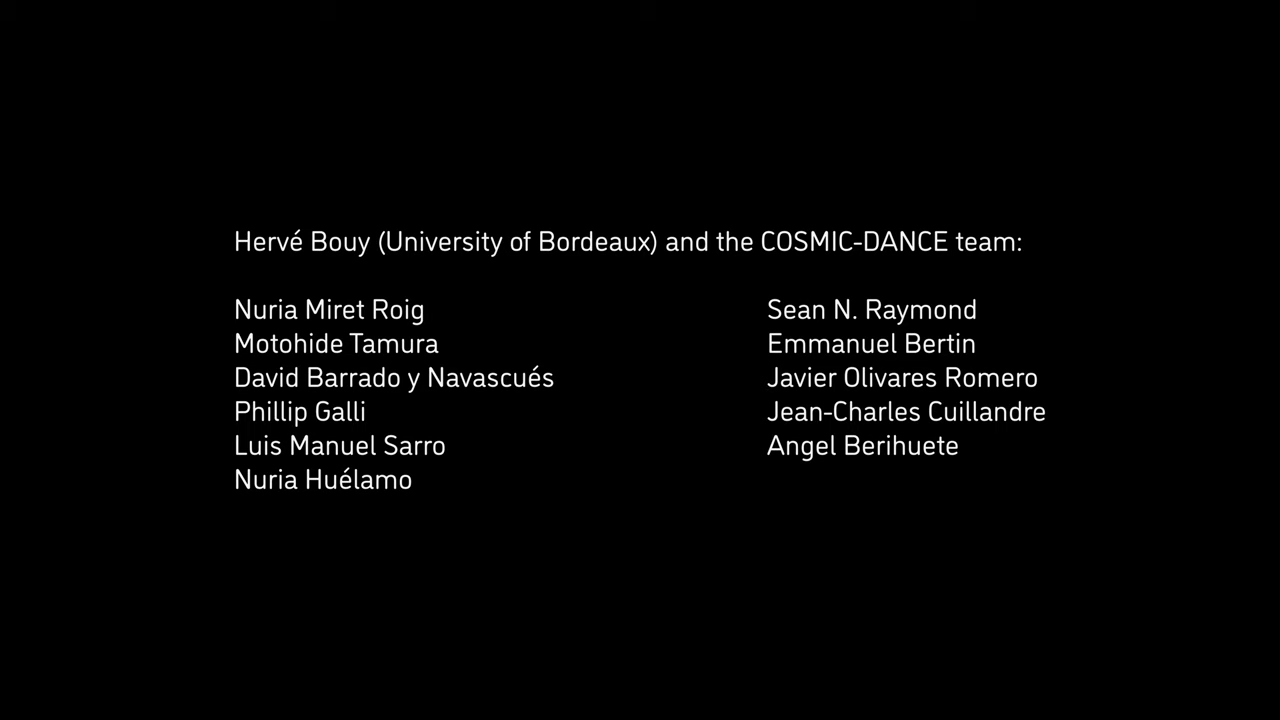 Hervé Bouy (University of Bordeaux) and the COSMIC-DANCE team:
Nuria Miret Roig
Motohide Tamura
David Barrado y Navascués
Phillip Galli
Luis Manuel Sarro
Nuria Huélamo
Sean N. Raymond
Emmanuel Bertin
Javier Olivares Romero
Jean-Charles Cuillandre
Angel Berihuete